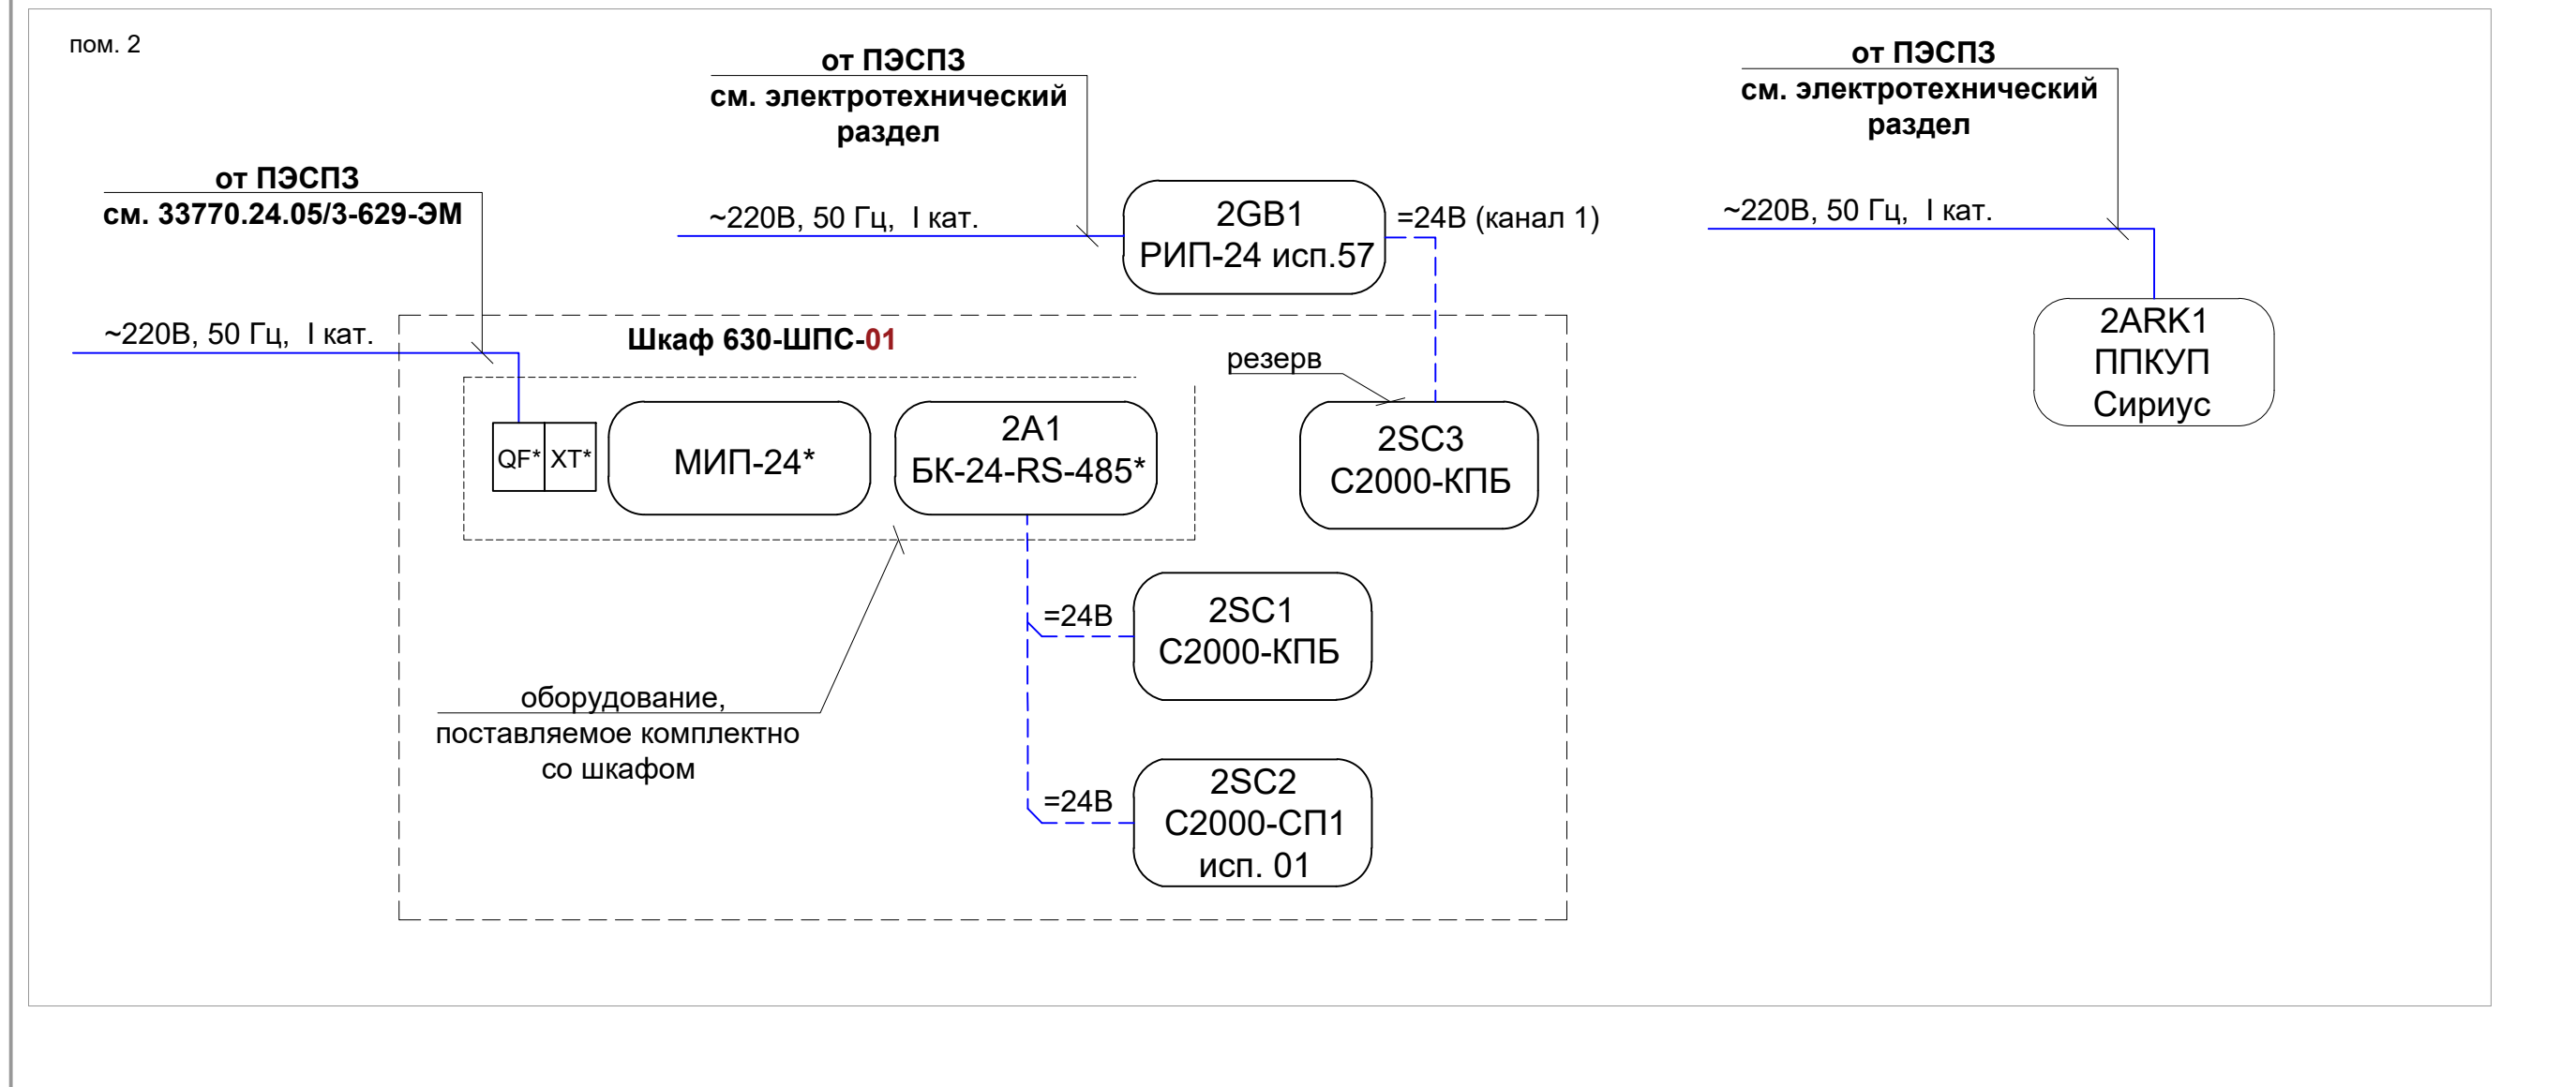 пом. 2
от ПЭСПЗ
см. электротехнический
раздел
от ПЭСПЗ
см. электротехнический
раздел
от ПЭСПЗ
см. 33770.24.05/3-629-ЭМ
~220В, 50 Гц, I кат.
2GB1
РИП-24 исп.57
=24В (канал 1)
~220В, 50 Гц, I кат.
~220В, 50 Гц, I кат.
Шкаф 630-ШПС-01
резерв
2ARK1
ППКУП
Сириус
QF*
XT*
МИП-24*
2А1
БК-24-RS-485*
2SC3
С2000-КПБ
=24В
2SC1
С2000-КПБ
оборудование,
поставляемое комплектно
со шкафом
=24В
2SC2
С2000-СП1
исп. 01